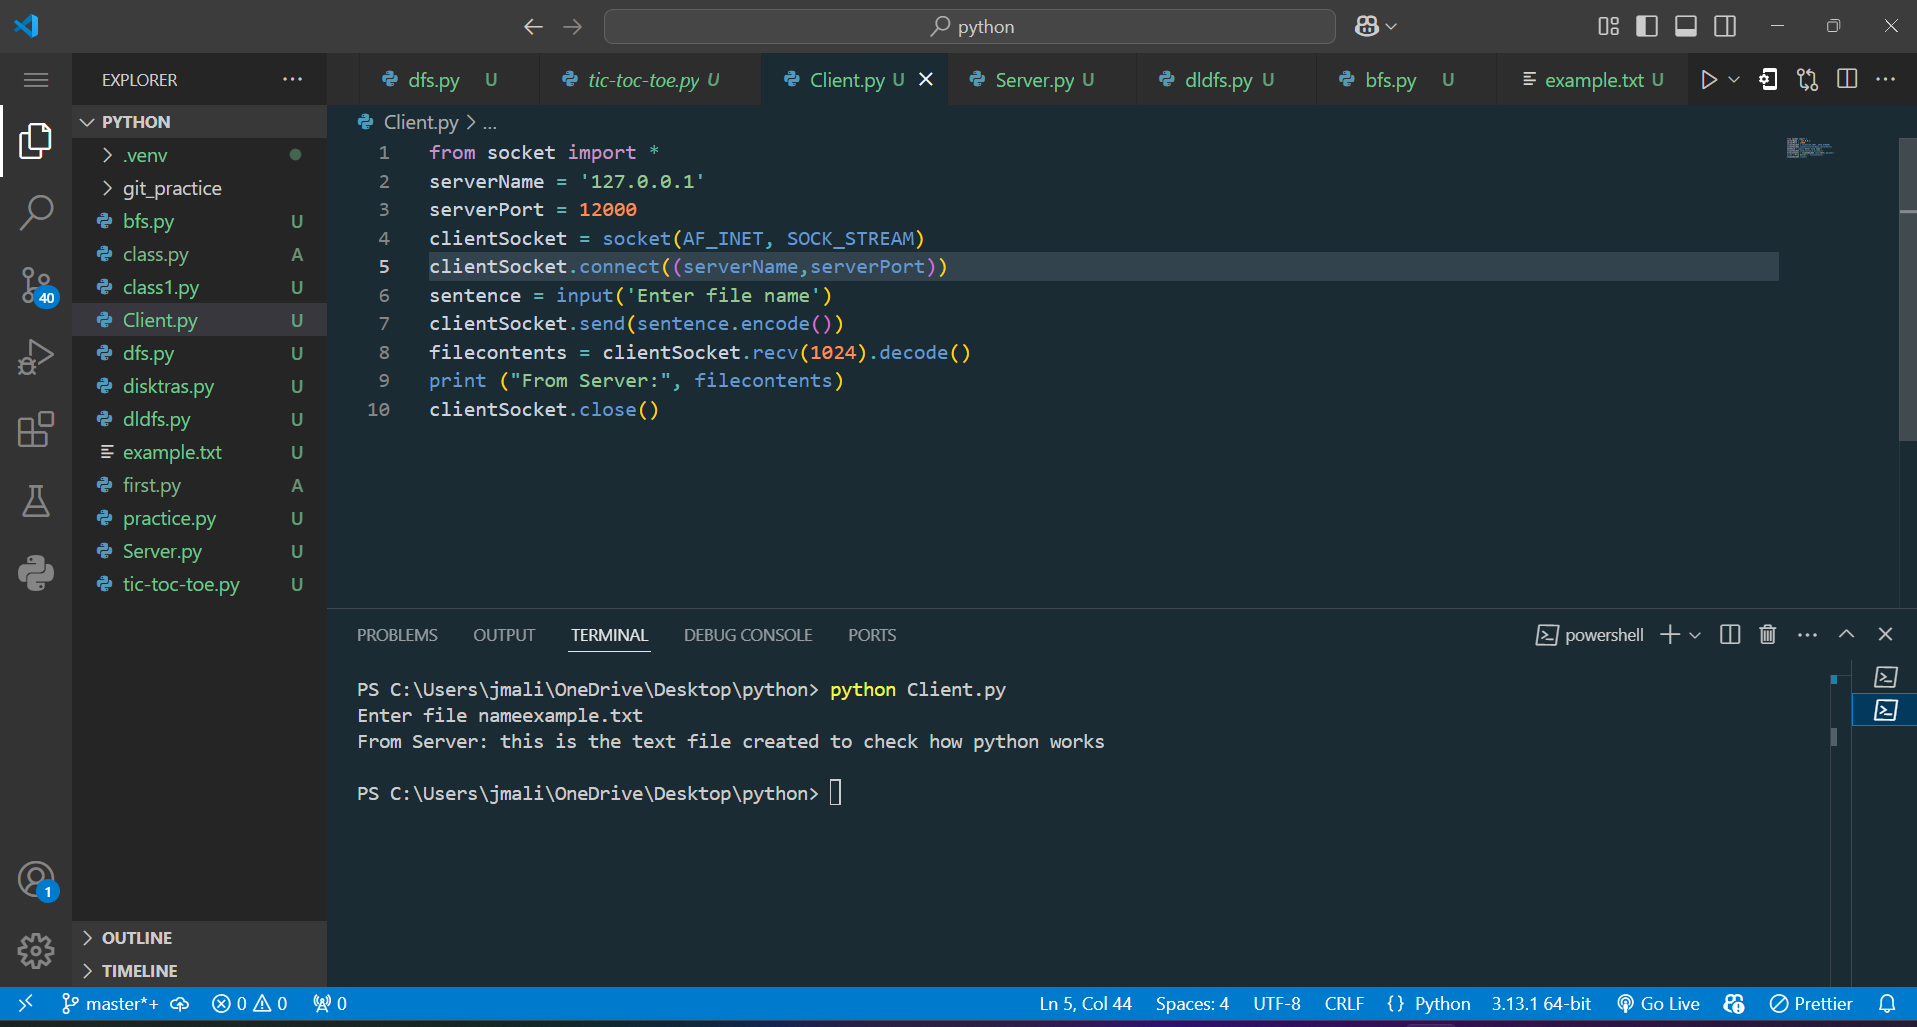 python
EXPLORER
dfs.py U
tic-toc-toe.py U
Client.py U
Server.py U
dldfs.py U
bfs.py U
example.txt U
PYTHON
.venv
git_practice
bfs.py U
class.py A
class1.py U
Client.py U
dfs.py U
disktras.py U
dldfs.py U
example.txt U
first.py A
practice.py U
Server.py U
tic-toc-toe.py U
OUTLINE
TIMELINE
40
1
Client.py > ...
1 from socket import *
2 serverName = '127.0.0.1'
3 serverPort = 12000
4 clientSocket = socket(AF_INET, SOCK_STREAM)
5 clientSocket.connect((serverName,serverPort))
6 sentence = input('Enter file name')
7 clientSocket.send(sentence.encode())
8 filecontents = clientSocket.recv(1024).decode()
9 print ("From Server:", filecontents)
10 clientSocket.close()
PROBLEMS OUTPUT TERMINAL DEBUG CONSOLE PORTS
powershell
PS C:\Users\jmali\OneDrive\Desktop\python> python Client.py
Enter file nameexample.txt
From Server: this is the text file created to check how python works
PS C:\Users\jmali\OneDrive\Desktop\python>
master*+ 0 0 0 Ln 5, Col 44 Spaces: 4 UTF-8 CRLF {} Python 3.13.1 64-bit Go Live Prettier